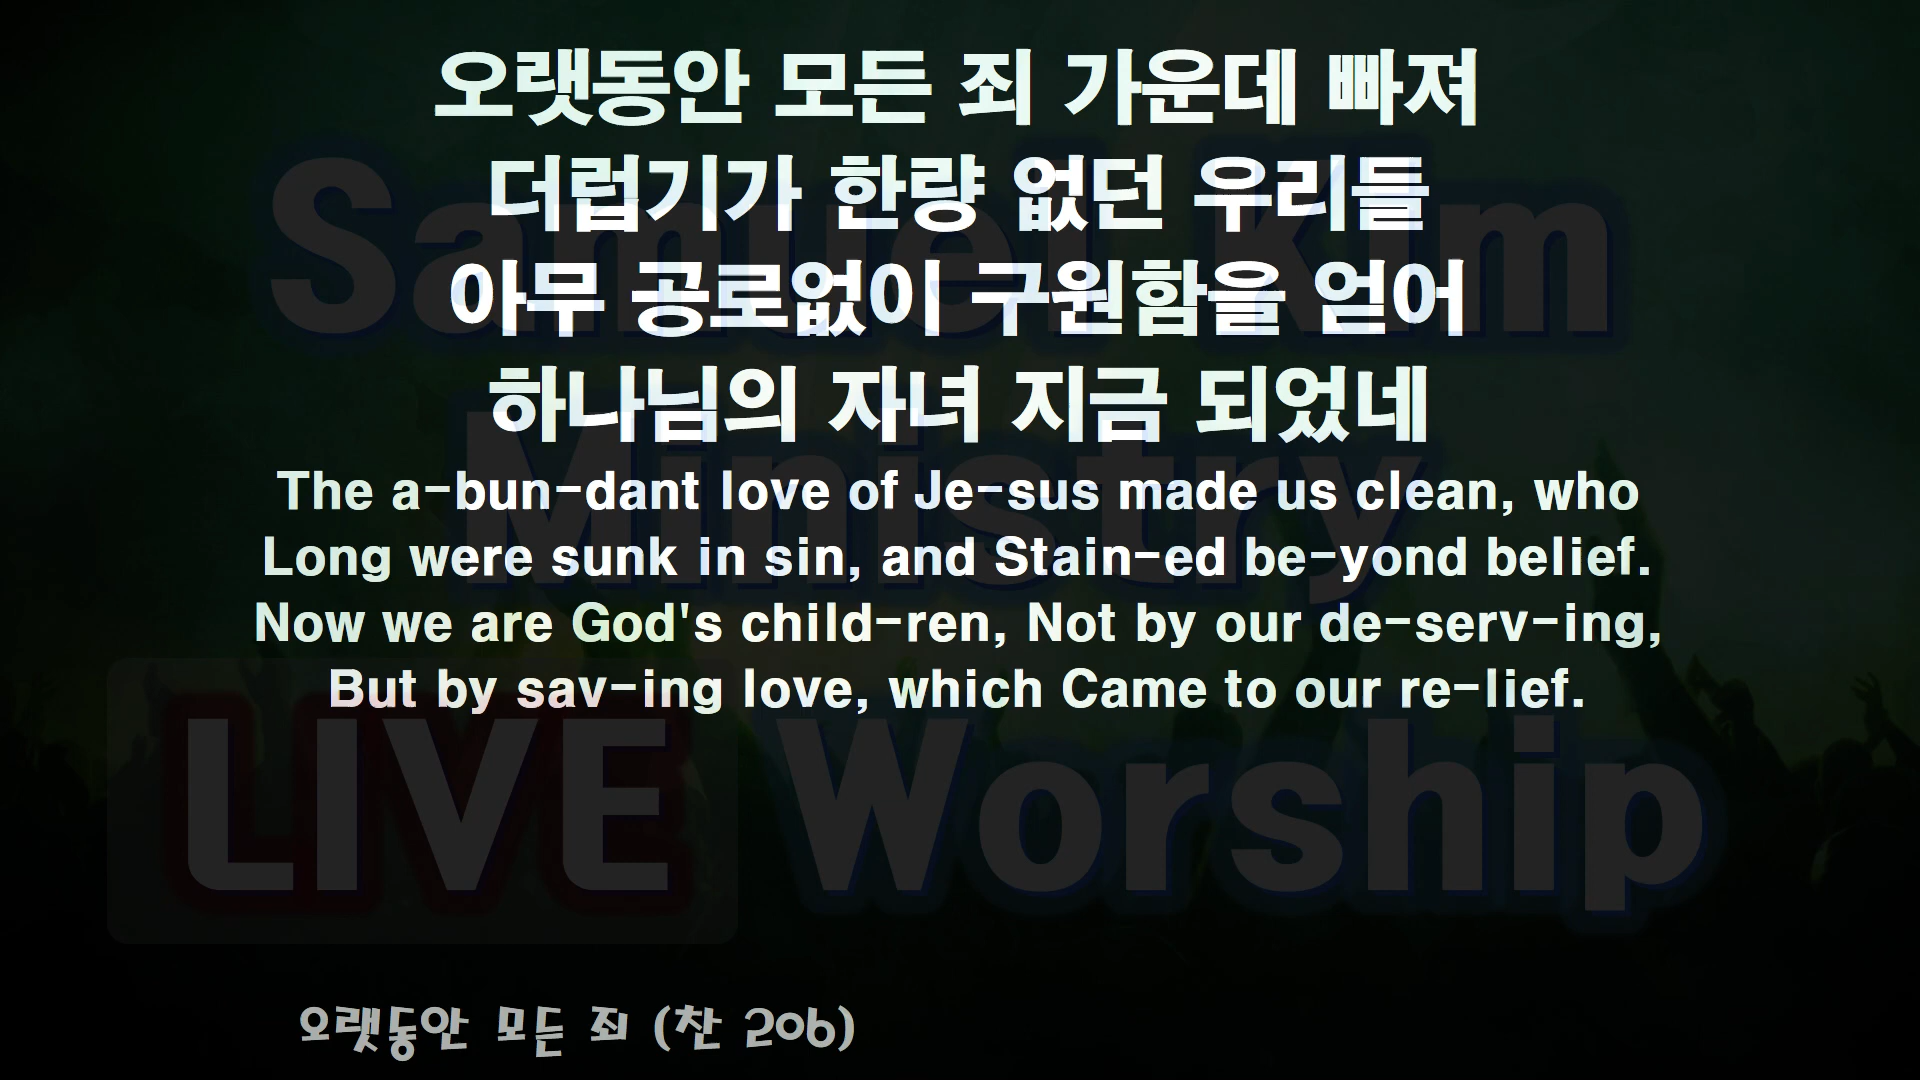 오랫동안 모든 죄 가운데 빠져
더럽기가 한량 없던 우리들
아무 공로없이 구원함을 얻어
하나님의 자녀 지금 되었네
The a-bun-dant love of Je-sus made us clean, who
Long were sunk in sin, and Stain-ed be-yond belief.
Now we are God's child-ren, Not by our de-serv-ing,
But by sav-ing love, which Came to our re-lief.
Samuel Kim
Ministry
LIVE Worship
오랫동안 모든 죄 (찬 206)